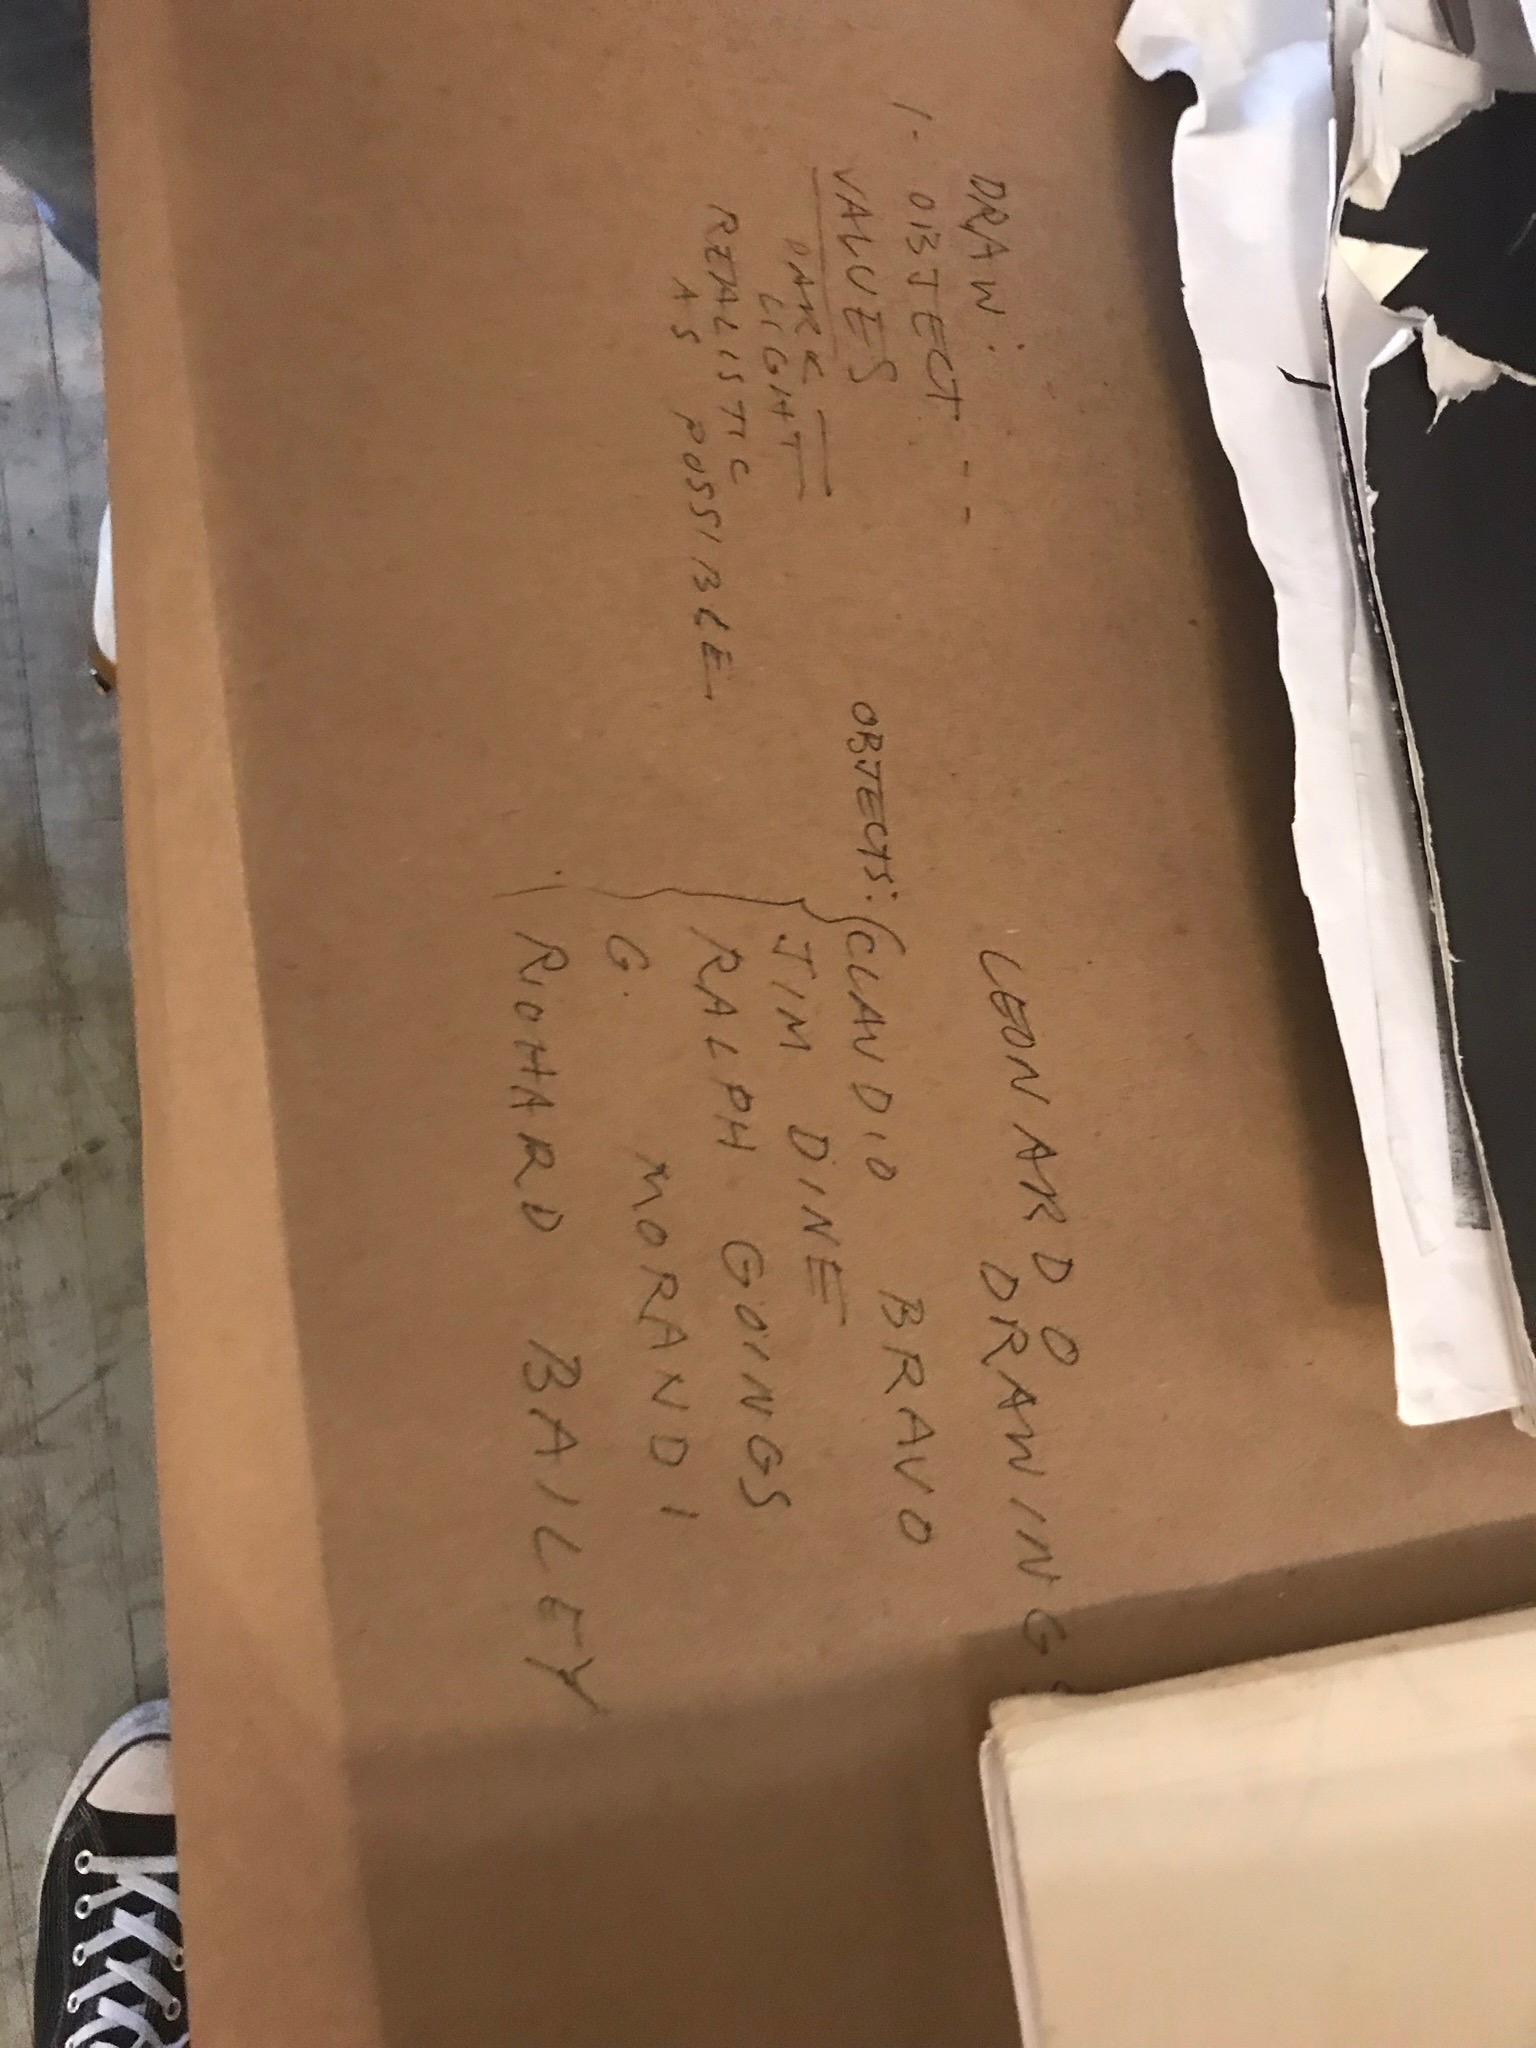 DRAW:
1. OBJECT --
VALUES
DARK -
LIGHT
REALISTIC
AS POSSIBLE
LEONARDO
DRAWINGS
OBJECTS: CLAUDIO BRAVO
JIM DINE
RALPH GOINGS
G. MORANDI
RICHARD BAILEY